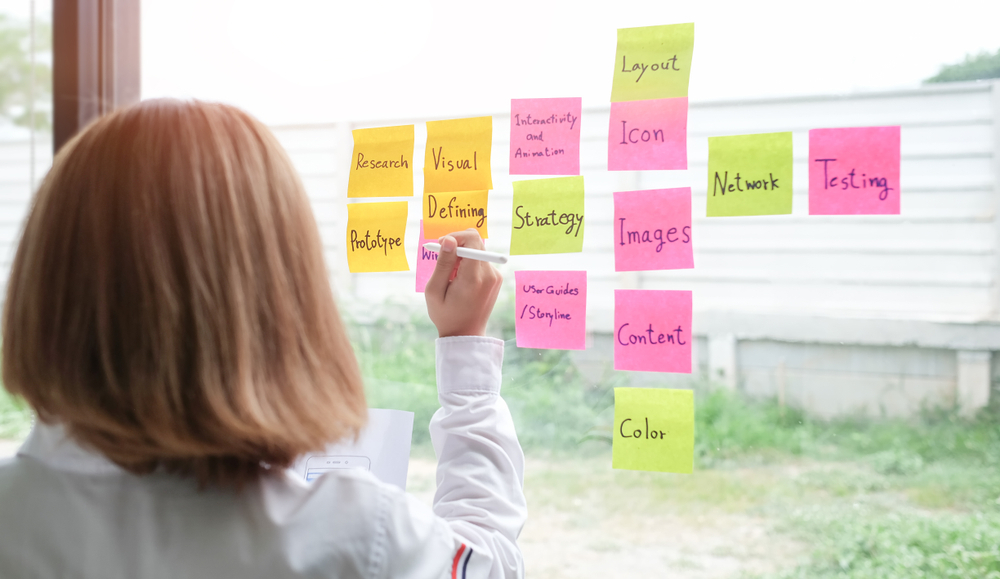 Research
Prototype
Visual
Defining
Interactivity
and
Animation
Strategy
User Guides
/Storyline
Layout
Icon
Images
Content
Color
Network
Testing